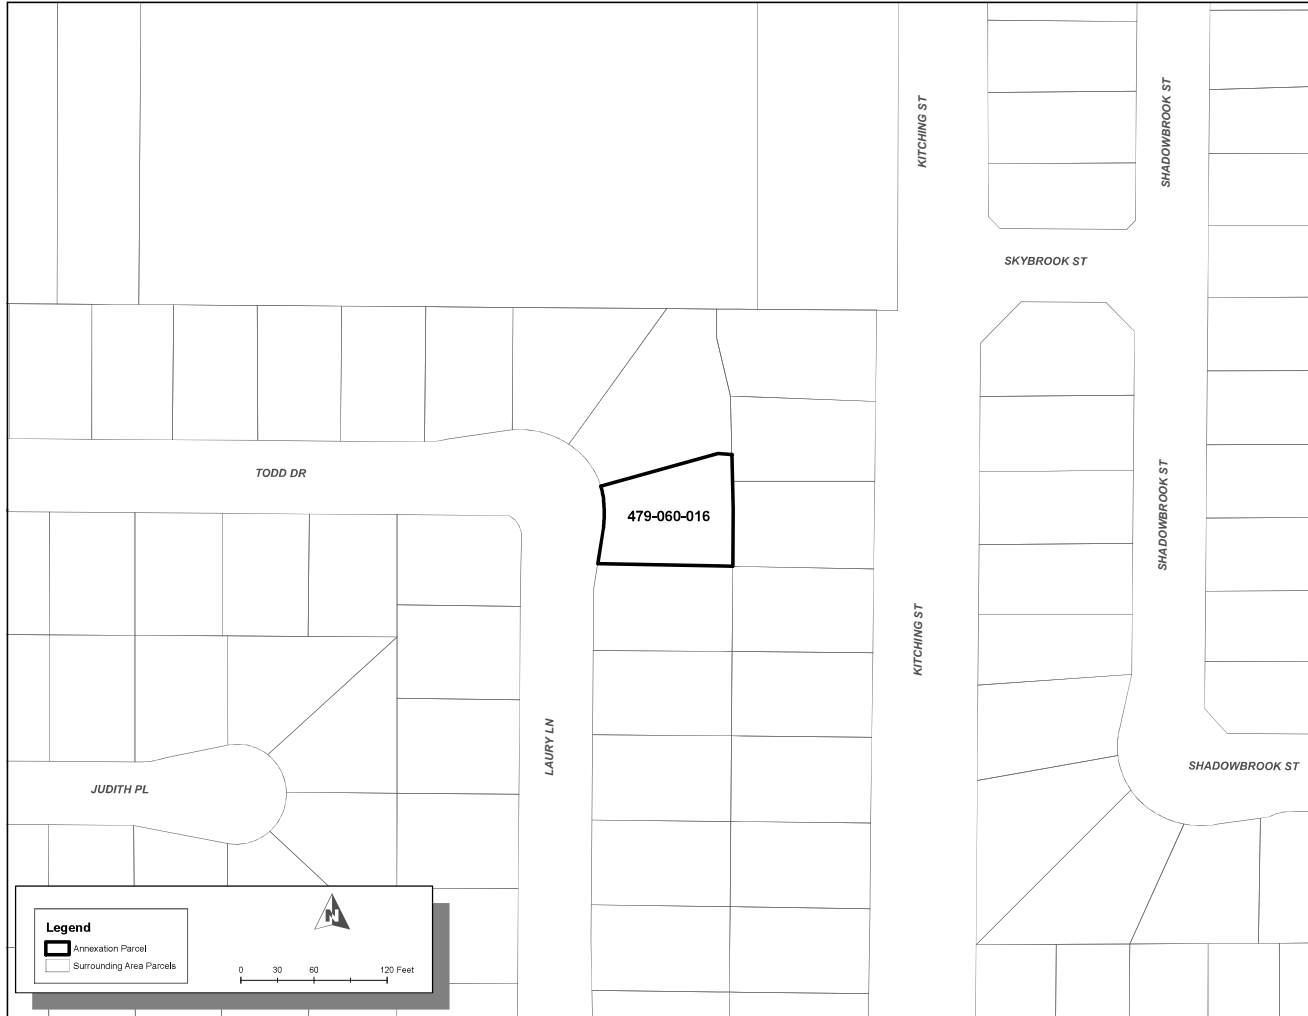 KITCHING ST
SHADOWBROOK ST
SKYBROOK ST
TODD DR
479-060-016
SHADOWBROOK ST
KITCHING ST
LAURY LN
SHADOWBROOK ST
JUDITH PL
N
Legend
Annexation Parcel
Surrounding Area Parcels
0 30 60 120 Feet